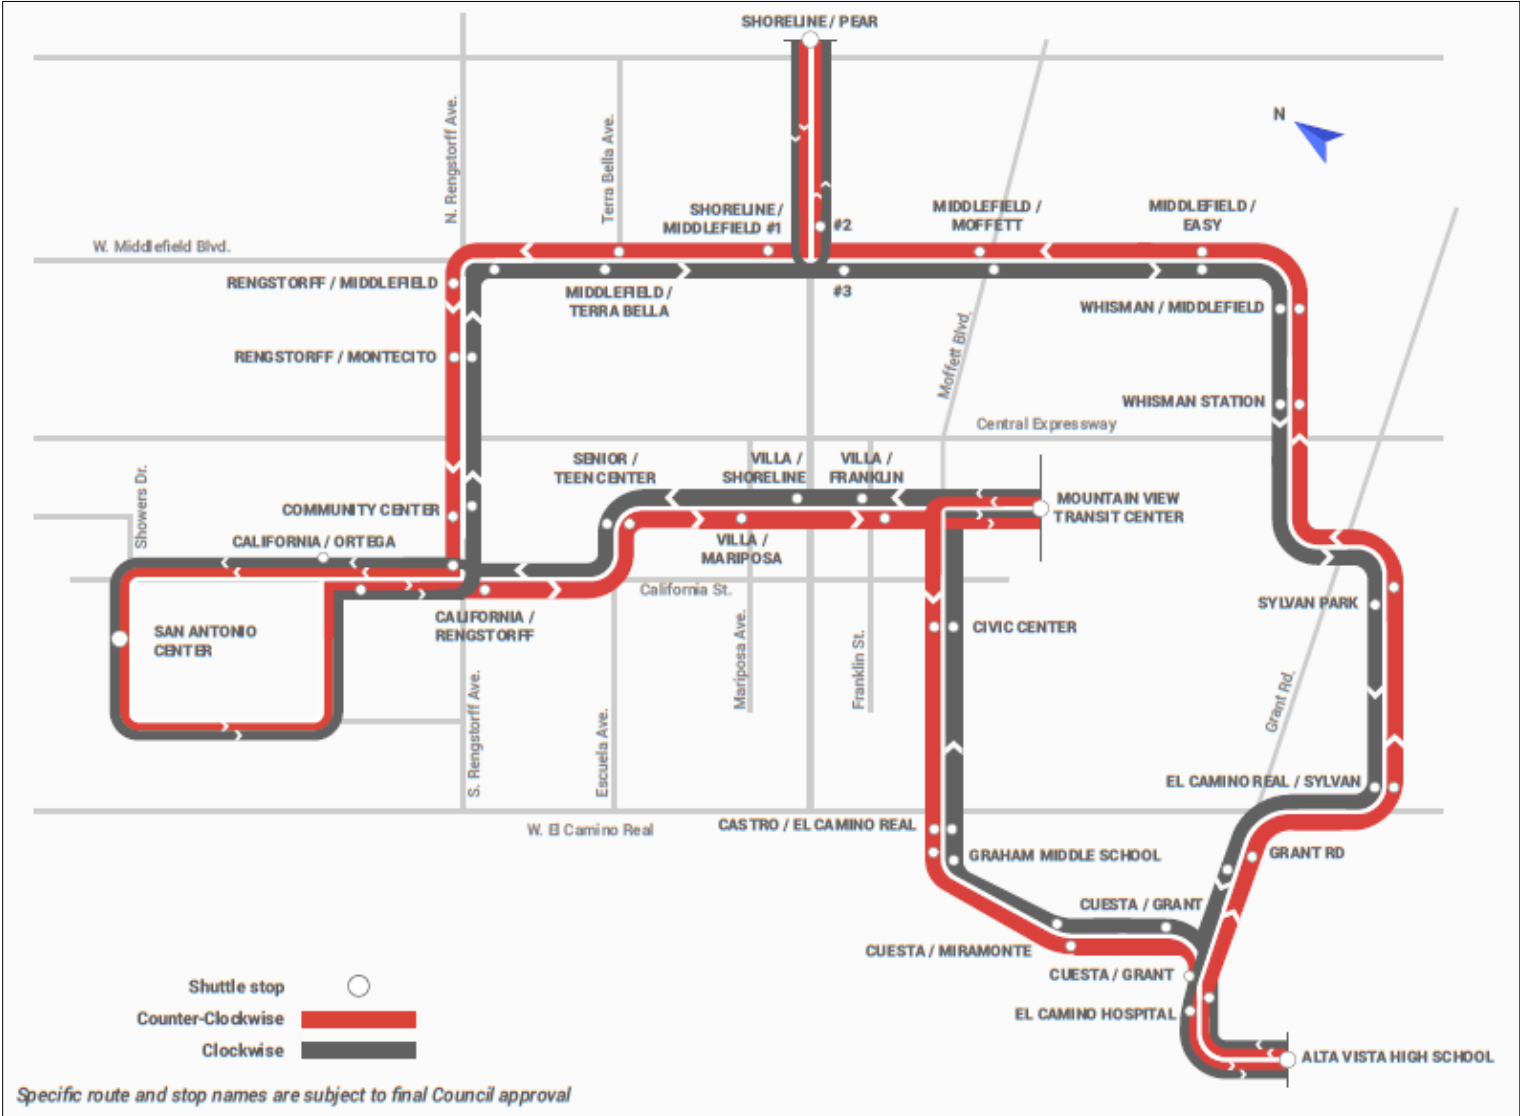 SHORELINE / PEAR
N
N. Rengstorff Ave.
Terra Bella Ave.
SHORELINE /
MIDDLEFIELD #1
#2
MIDDLEFIELD /
MOFFETT
MIDDLEFIELD /
EASY
W. Middlefield Blvd.
RENGSTORFF / MIDDLEFIELD
MIDDLEFIELD /
TERRA BELLA
#3
WHISMAN / MIDDLEFIELD
RENGSTORFF / MONTECITO
Moffett Blvd.
WHISMAN STATION
Central Expressway
Showers Dr.
SENIOR /
TEEN CENTER
VILLA /
SHORELINE
VILLA /
FRANKLIN
COMMUNITY CENTER
MOUNTAIN VIEW
TRANSIT CENTER
CALIFORNIA / ORTEGA
VILLA /
MARIPOSA
California St.
SYLVAN PARK
SAN ANTONIO
CENTER
CALIFORNIA /
RENGSTORFF
CIVIC CENTER
Mariposa Ave.
Franklin St.
Grant Rd.
S. Rengstorff Ave.
Escuela Ave.
EL CAMINO REAL / SYLVAN
W. El Camino Real
CASTRO / EL CAMINO REAL
GRAHAM MIDDLE SCHOOL
GRANT RD
CUESTA / GRANT
CUESTA / MIRAMONTE
CUESTA / GRANT
EL CAMINO HOSPITAL
ALTA VISTA HIGH SCHOOL
Shuttle stop
Counter-Clockwise
Clockwise
Specific route and stop names are subject to final Council approval